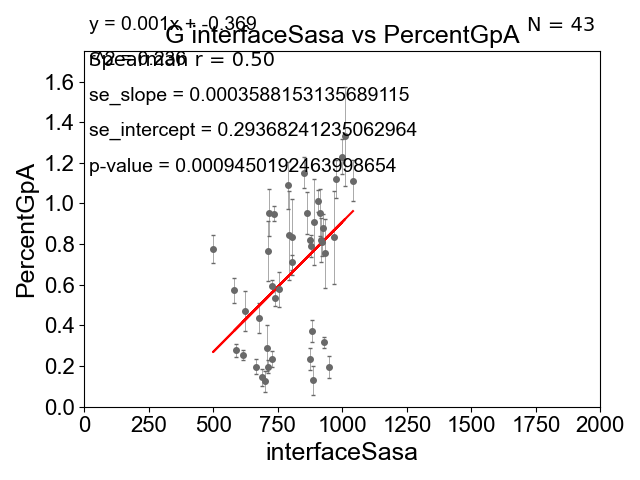 y = 0.001x + -0.369
N = 43
G interfaceSasa vs PercentGpA
Spearman r = 0.50
se_slope = 0.0003588153135689115
se_intercept = 0.29368241235062964
p-value = 0.0009450192463998654
PercentGpA
1.6
1.4
1.2
1.0
0.8
0.6
0.4
0.2
0.0
0
250
500
750
1000
1250
1500
1750
2000
interfaceSasa